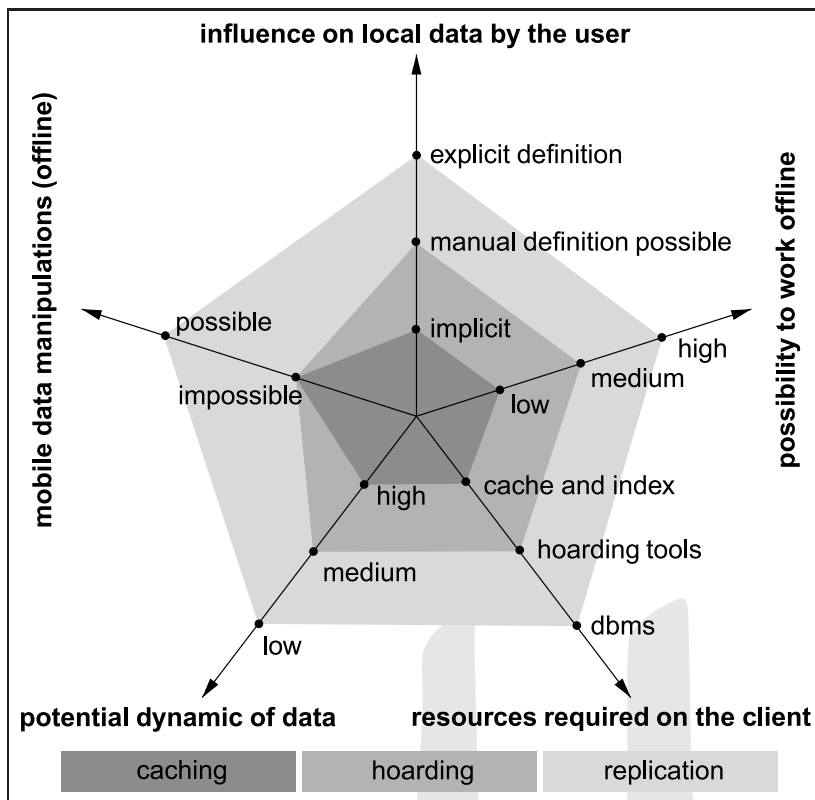 influence on local data by the user
mobile data manipulations (offline)
possibility to work offline
explicit definition
manual definition possible
implicit
possible
impossible
high
medium
low
cache and index
high
hoarding tools
medium
dbms
low
potential dynamic of data
resources required on the client
caching
hoarding
replication